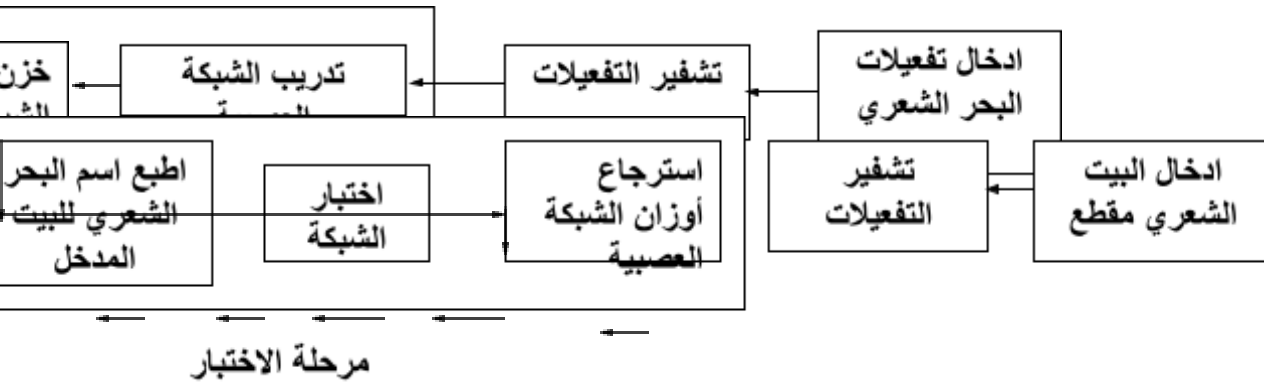 ادخال تفعيلات
البحر الشعري
تشفير التفعيلات
تدريب الشبكة
خزن
ادخال البيت
الشعري مقطع
تشفير
التفعيلات
استرجاع
أوزان الشبكة
العصبية
اختبار
الشبكة
اطبع اسم البحر
الشعري للبيت
المدخل
مرحلة الاختبار